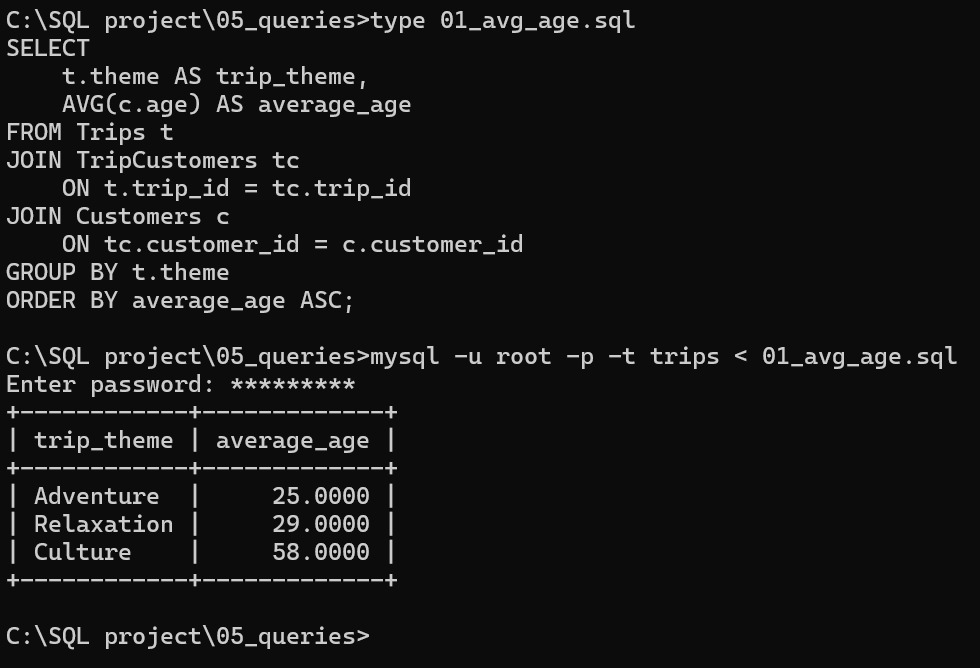 C:\SQL project\05_queries>type 01_avg_age.sql
SELECT
    t.theme AS trip_theme,
    AVG(c.age) AS average_age
FROM Trips t
JOIN TripCustomers tc
    ON t.trip_id = tc.trip_id
JOIN Customers c
    ON tc.customer_id = c.customer_id
GROUP BY t.theme
ORDER BY average_age ASC;

C:\SQL project\05_queries>mysql -u root -p -t trips < 01_avg_age.sql
Enter password: *********
+------------+-------------+
| trip_theme | average_age |
+------------+-------------+
| Adventure  |     25.0000 |
| Relaxation |     29.0000 |
| Culture    |     58.0000 |
+------------+-------------+

C:\SQL project\05_queries>